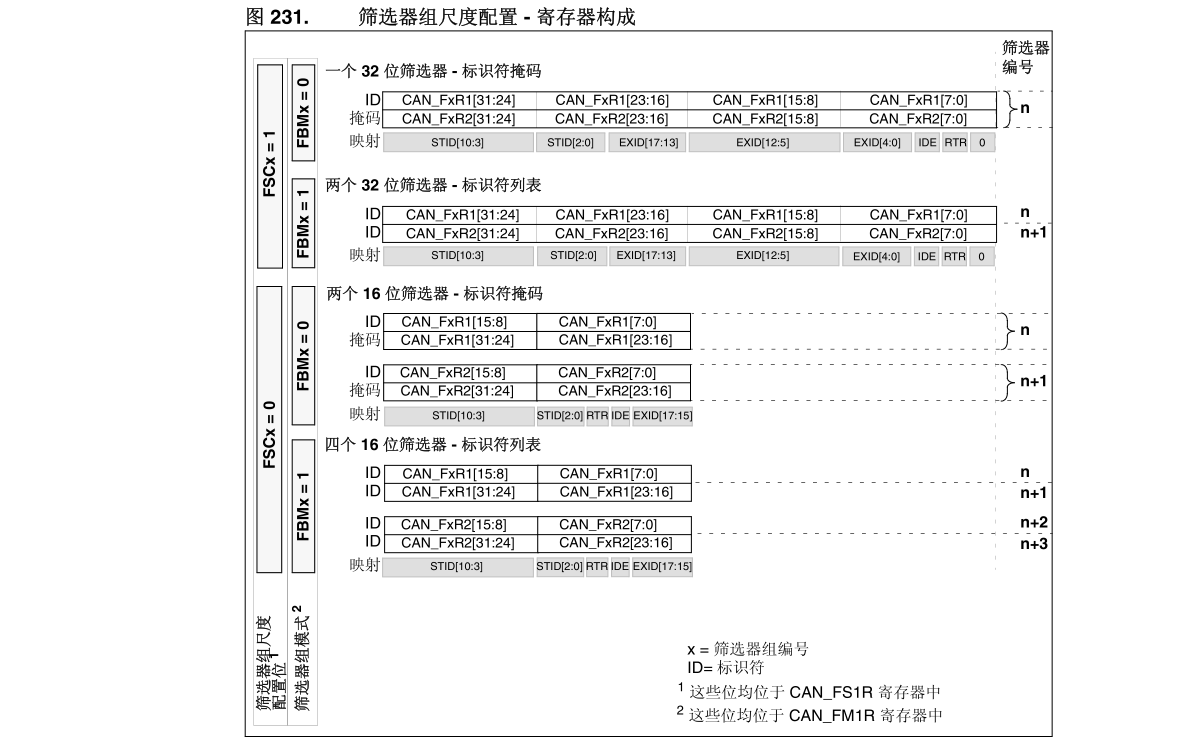 图 231. 筛选器组尺度配置 - 寄存器构成
筛选器
编号
一个 32 位筛选器 - 标识符掩码
ID CAN_FxR1[31:24] CAN_FxR1[23:16] CAN_FxR1[15:8] CAN_FxR1[7:0]
掩码 CAN_FxR2[31:24] CAN_FxR2[23:16] CAN_FxR2[15:8] CAN_FxR2[7:0]
n
映射 STID[10:3] STID[2:0] EXID[17:13] EXID[12:5] EXID[4:0] IDE RTR 0
FBMx = 0
FSCx = 1
两个 32 位筛选器 - 标识符列表
ID CAN_FxR1[31:24] CAN_FxR1[23:16] CAN_FxR1[15:8] CAN_FxR1[7:0] n
ID CAN_FxR2[31:24] CAN_FxR2[23:16] CAN_FxR2[15:8] CAN_FxR2[7:0] n+1
映射 STID[10:3] STID[2:0] EXID[17:13] EXID[12:5] EXID[4:0] IDE RTR 0
FBMx = 1
两个 16 位筛选器 - 标识符掩码
ID CAN_FxR1[15:8] CAN_FxR1[7:0]
掩码 CAN_FxR1[31:24] CAN_FxR1[23:16]
n
ID CAN_FxR2[15:8] CAN_FxR2[7:0]
掩码 CAN_FxR2[31:24] CAN_FxR2[23:16]
n+1
映射 STID[10:3] STID[2:0] RTR IDE EXID[17:15]
FBMx = 0
FSCx = 0
四个 16 位筛选器 - 标识符列表
ID CAN_FxR1[15:8] CAN_FxR1[7:0] n
ID CAN_FxR1[31:24] CAN_FxR1[23:16] n+1
ID CAN_FxR2[15:8] CAN_FxR2[7:0] n+2
ID CAN_FxR2[31:24] CAN_FxR2[23:16] n+3
映射 STID[10:3] STID[2:0] RTR IDE EXID[17:15]
FBMx = 1
筛选器组尺度
配置位1
筛选器组模式2
x = 筛选器组编号
ID= 标识符
1 这些位均位于 CAN_FS1R 寄存器中
2 这些位均位于 CAN_FM1R 寄存器中